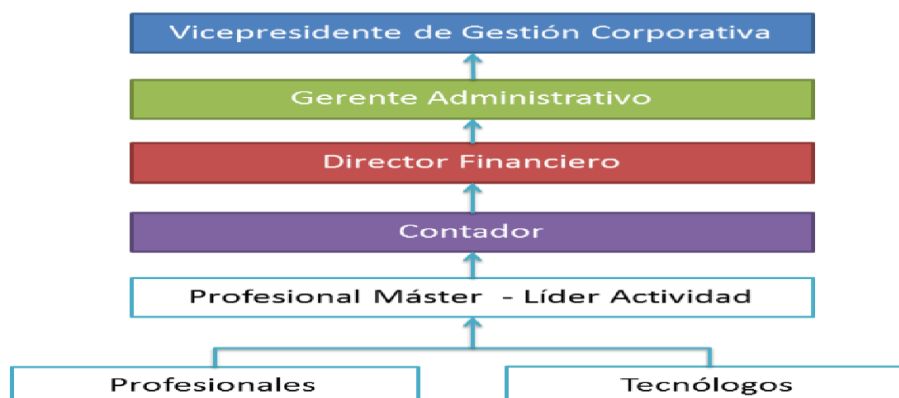 Vicepresidente de Gestión Corporativa
Gerente Administrativo
Director Financiero
Contador
Profesional Máster - Líder Actividad
Profesionales
Tecnólogos